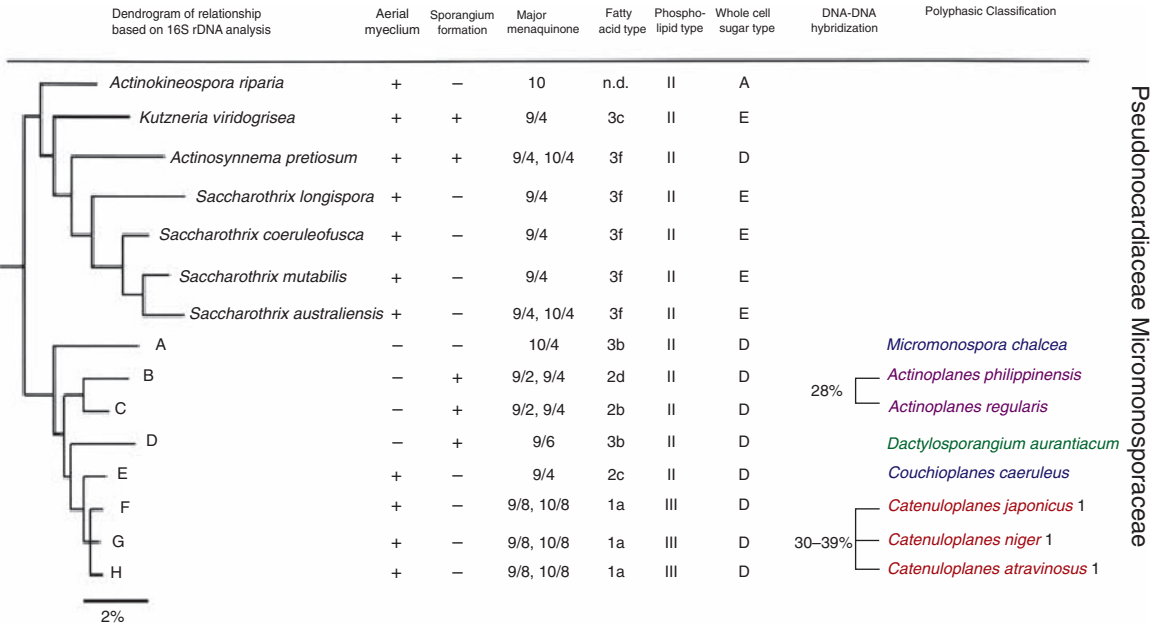 Dendrogram of relationship based on 16S rDNA analysis Aerial myeclium Sporangium formation Major menaquinone Fatty acid type Phospho-lipid type Whole cell sugar type DNA-DNA hybridization Polyphasic Classification
Actinokineospora riparia + − 10 n.d. II A
Kutzneria viridogrisea + + 9/4 3c II E
Actinosynnema pretiosum + + 9/4, 10/4 3f II D
Saccharothrix longispora + − 9/4 3f II E
Saccharothrix coeruleofusca + − 9/4 3f II E
Saccharothrix mutabilis + − 9/4 3f II E
Saccharothrix australiensis + − 9/4, 10/4 3f II E
A − − 10/4 3b II D Micromonospora chalcea
B − + 9/2, 9/4 2d II D Actinoplanes philippinensis
28%
C − + 9/2, 9/4 2b II D Actinoplanes regularis
D − + 9/6 3b II D Dactylosporangium aurantiacum
E + − 9/4 2c II D Couchioplanes caeruleus
F + − 9/8, 10/8 1a III D Catenuloplanes japonicus 1
G + − 9/8, 10/8 1a III D 30–39% Catenuloplanes niger 1
H + − 9/8, 10/8 1a III D Catenuloplanes atravinosus 1
2%
Pseudonocardiaceae Micromonosporaceae